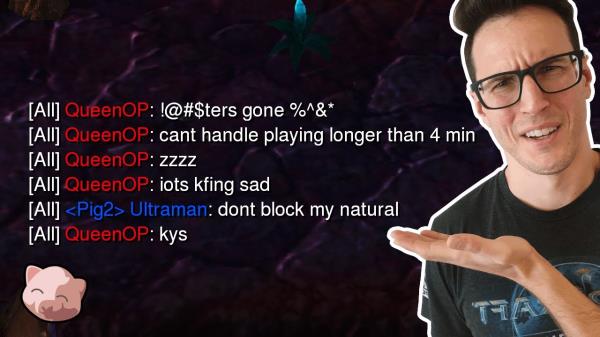 [All] QueenOP: !@#$ters gone %^&*
[All] QueenOP: cant handle playing longer than 4 min
[All] QueenOP: zzzz
[All] QueenOP: iots kfing sad
[All] <Pig2> Ultraman: dont block my natural
[All] QueenOP: kys